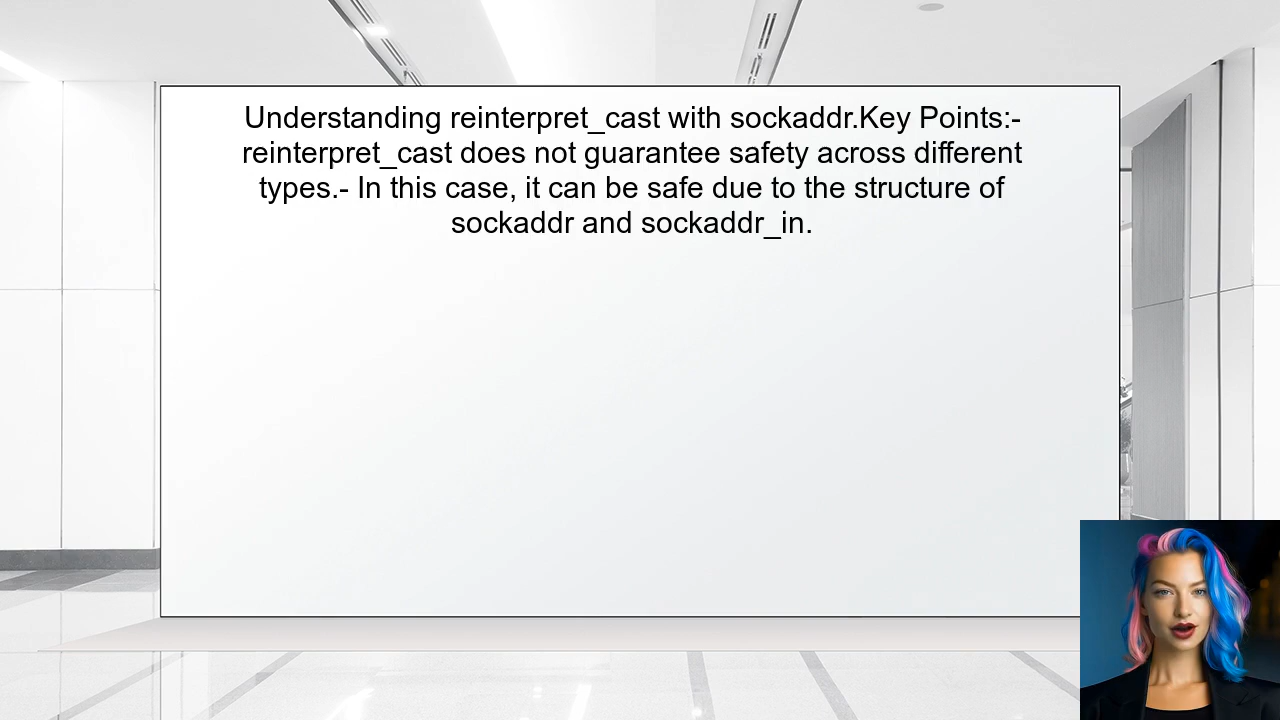 Understanding reinterpret_cast with sockaddr.Key Points:-
reinterpret_cast does not guarantee safety across different
types.- In this case, it can be safe due to the structure of
sockaddr and sockaddr_in.